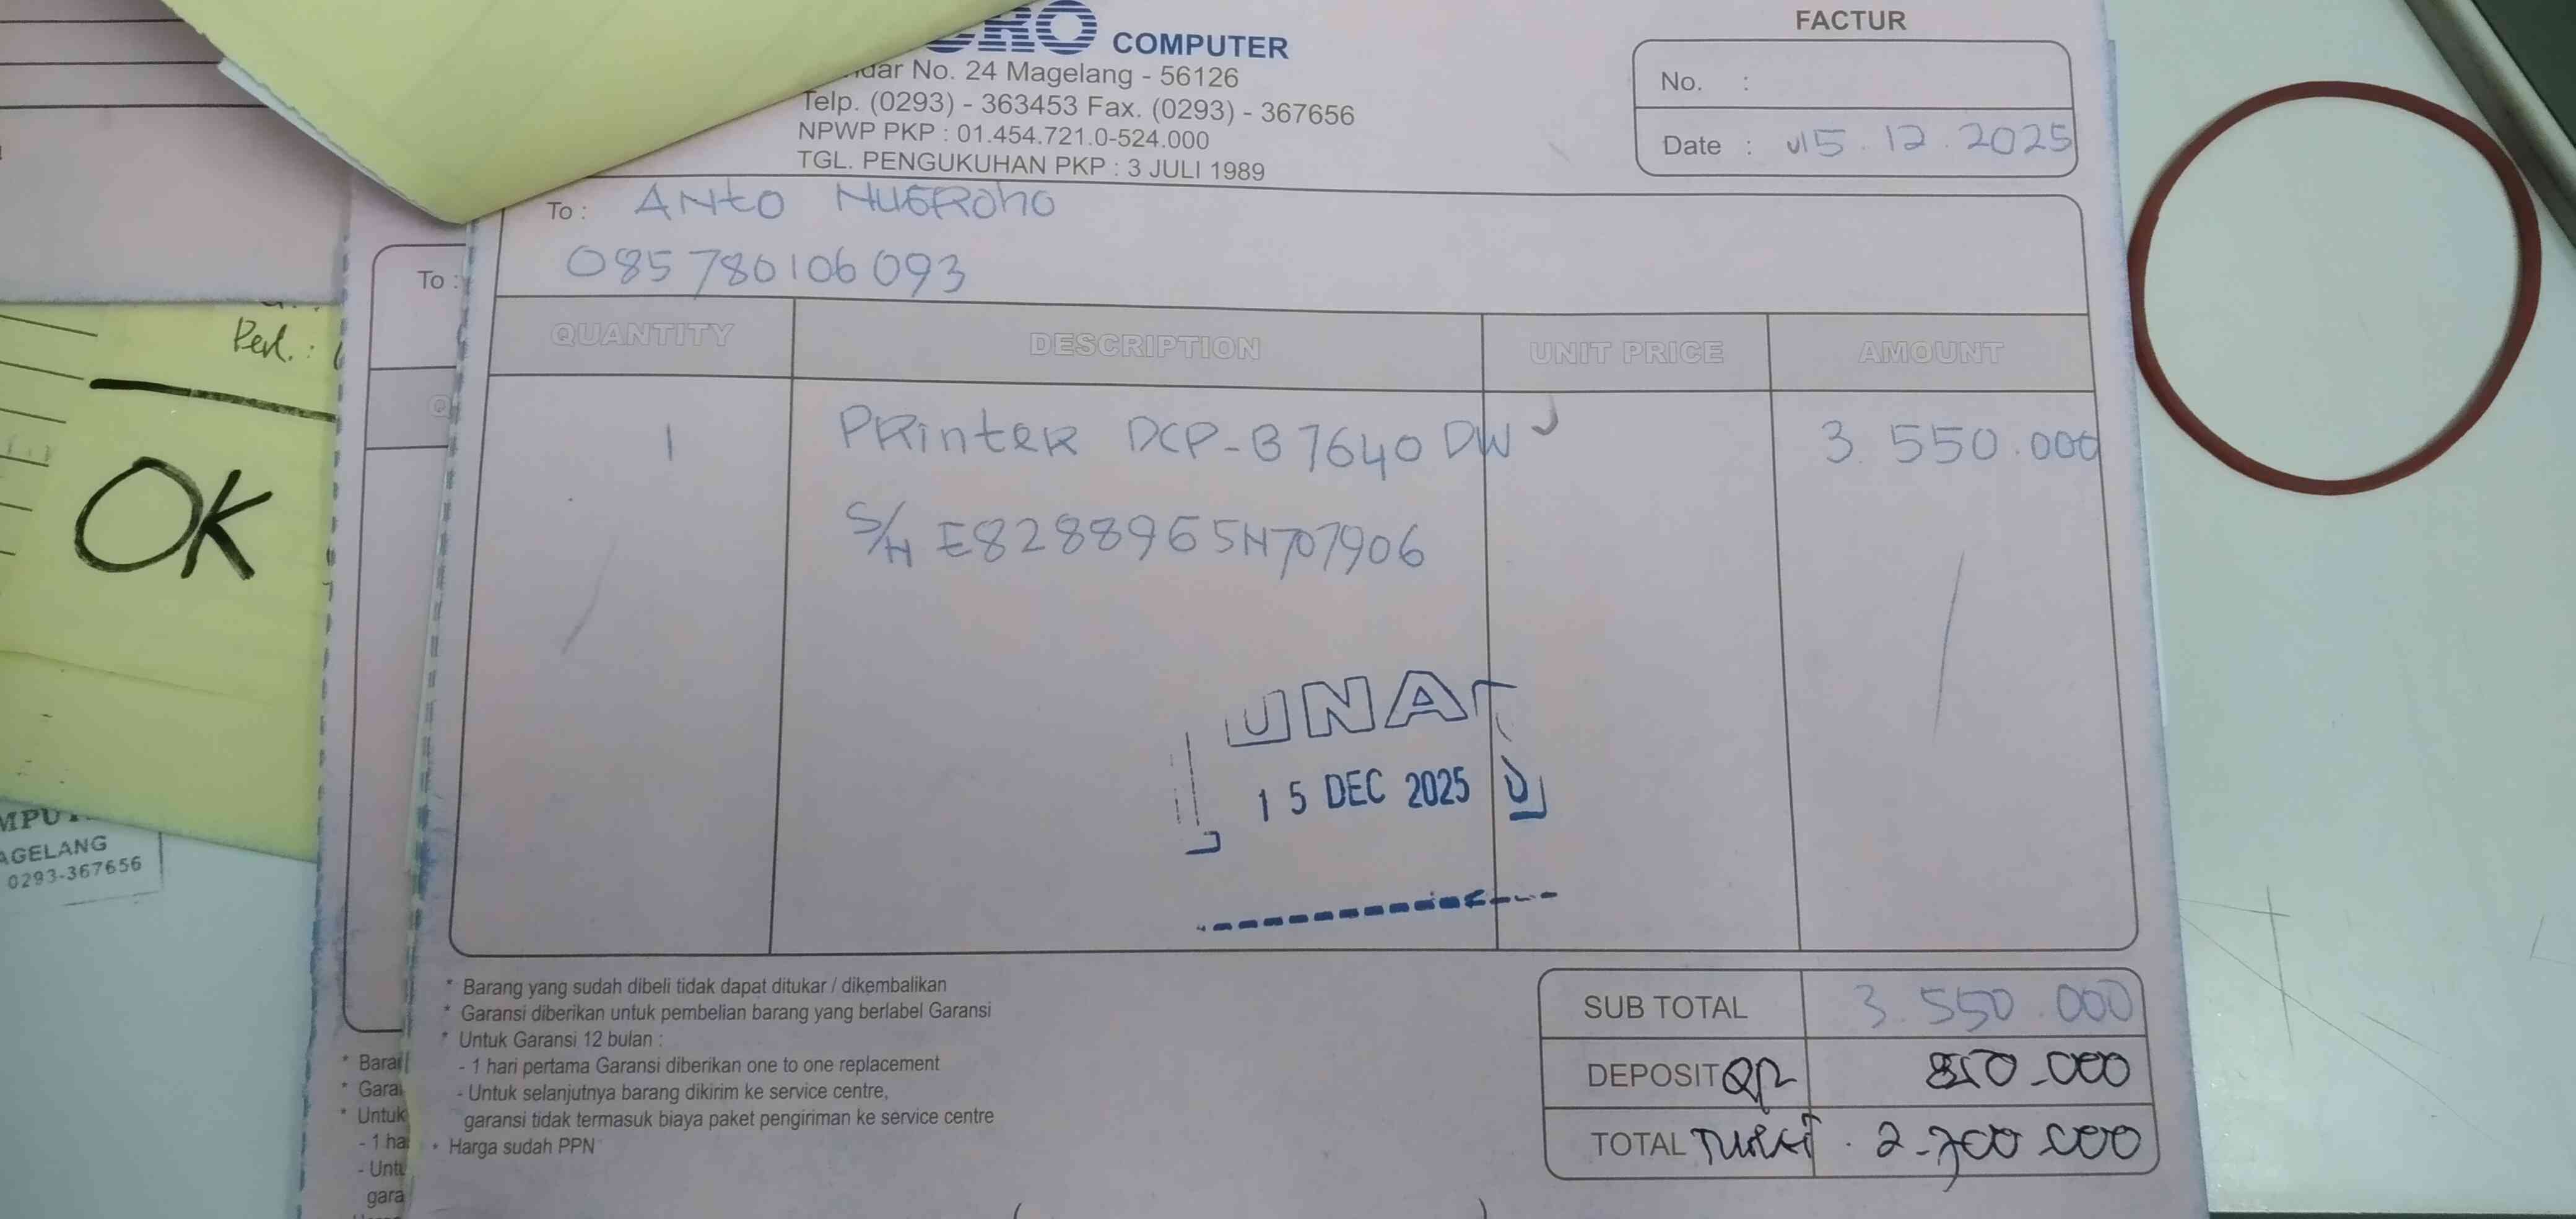 COMPUTER
No. 24 Magelang - 56126
Telp. (0293) - 363453 Fax. (0293) - 367656
NPWP PKP : 01.454.721.0-524.000
TGL. PENGUKUHAN PKP : 3 JULI 1989
FACTUR
No. :
Date : 15.12.2025
To : ANtO NUGROhO
085780106093
QUANTITY DESCRIPTION UNIT PRICE AMOUNT
1 PRintER DCP-B7640DW 3.550.000
S/N E82889G5N707906
15 DEC 2025
* Barang yang sudah dibeli tidak dapat ditukar / dikembalikan
* Garansi diberikan untuk pembelian barang yang berlabel Garansi
* Untuk Garansi 12 bulan :
- 1 hari pertama Garansi diberikan one to one replacement
- Untuk selanjutnya barang dikirim ke service centre,
garansi tidak termasuk biaya paket pengiriman ke service centre
* Harga sudah PPN
SUB TOTAL 3.550.000
DEPOSIT 850.000
TOTAL 2.700.000
To :
OK
AGELANG
0293-367656
* Untuk